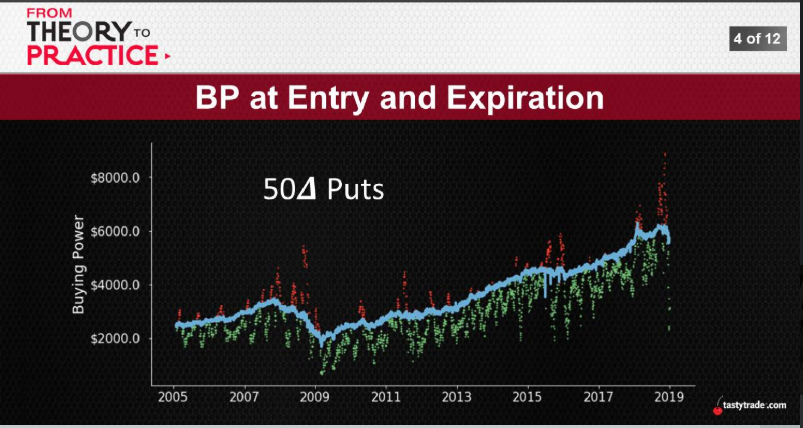 FROM
THEORY TO
PRACTICE
4 of 12
BP at Entry and Expiration
50Δ Puts
Buying Power
$8000.0
$6000.0
$4000.0
$2000.0
2005 2007 2009 2011 2013 2015 2017 2019
tastytrade.com